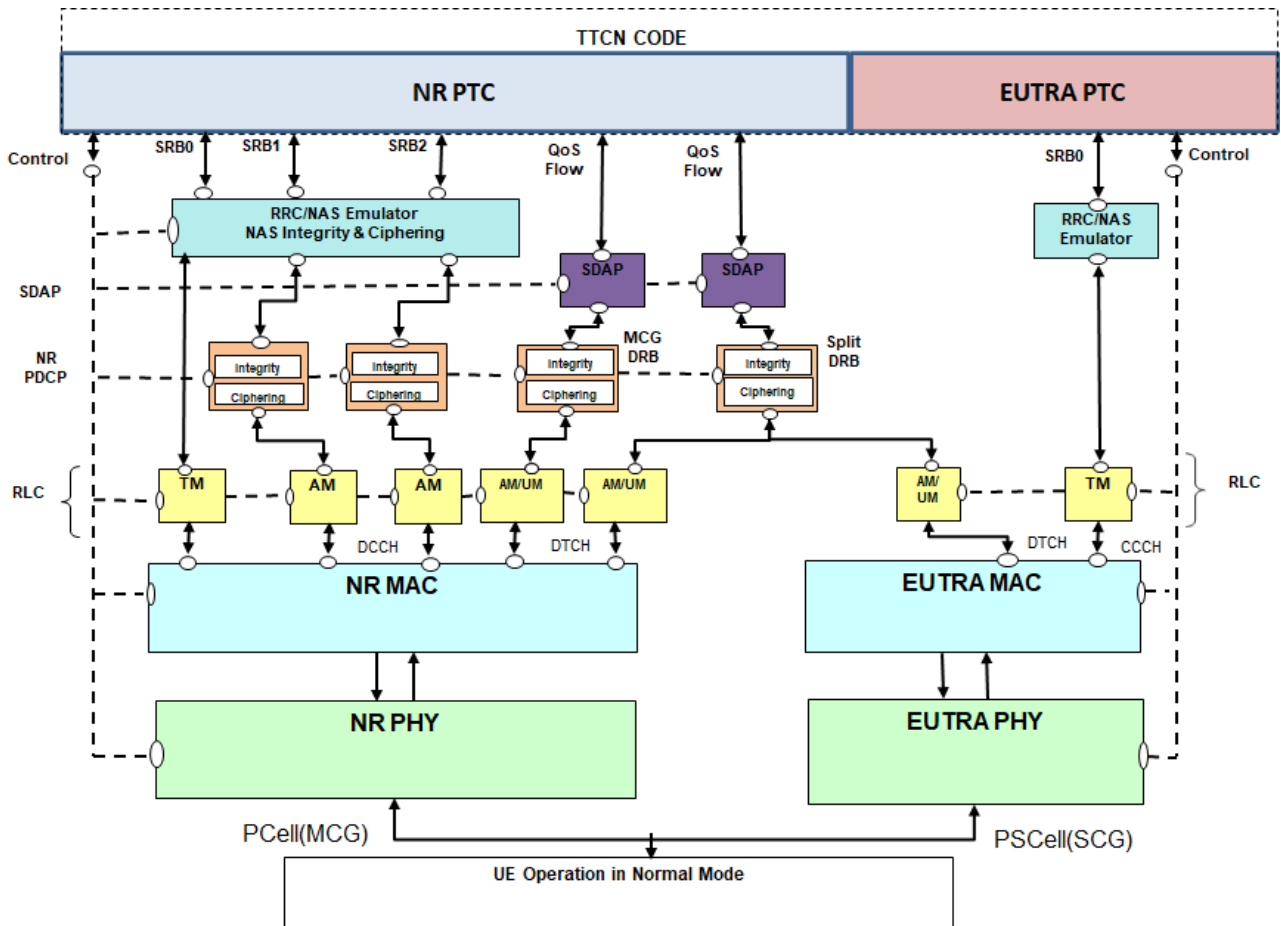 TTCN CODE
NR PTC
EUTRA PTC
Control
SRB0
SRB1
SRB2
QoS
Flow
QoS
Flow
SRB0
Control
RRC/NAS Emulator
NAS Integrity & Ciphering
RRC/NAS
Emulator
SDAP
SDAP
SDAP
NR
PDCP
Integrity
Ciphering
Integrity
Ciphering
MCG
DRB
Integrity
Ciphering
Split
DRB
Integrity
Ciphering
RLC
TM
AM
AM
AM/UM
AM/UM
AM/
UM
TM
RLC
DCCH
DTCH
DTCH
CCCH
NR MAC
EUTRA MAC
NR PHY
EUTRA PHY
PCell(MCG)
PSCell(SCG)
UE Operation in Normal Mode